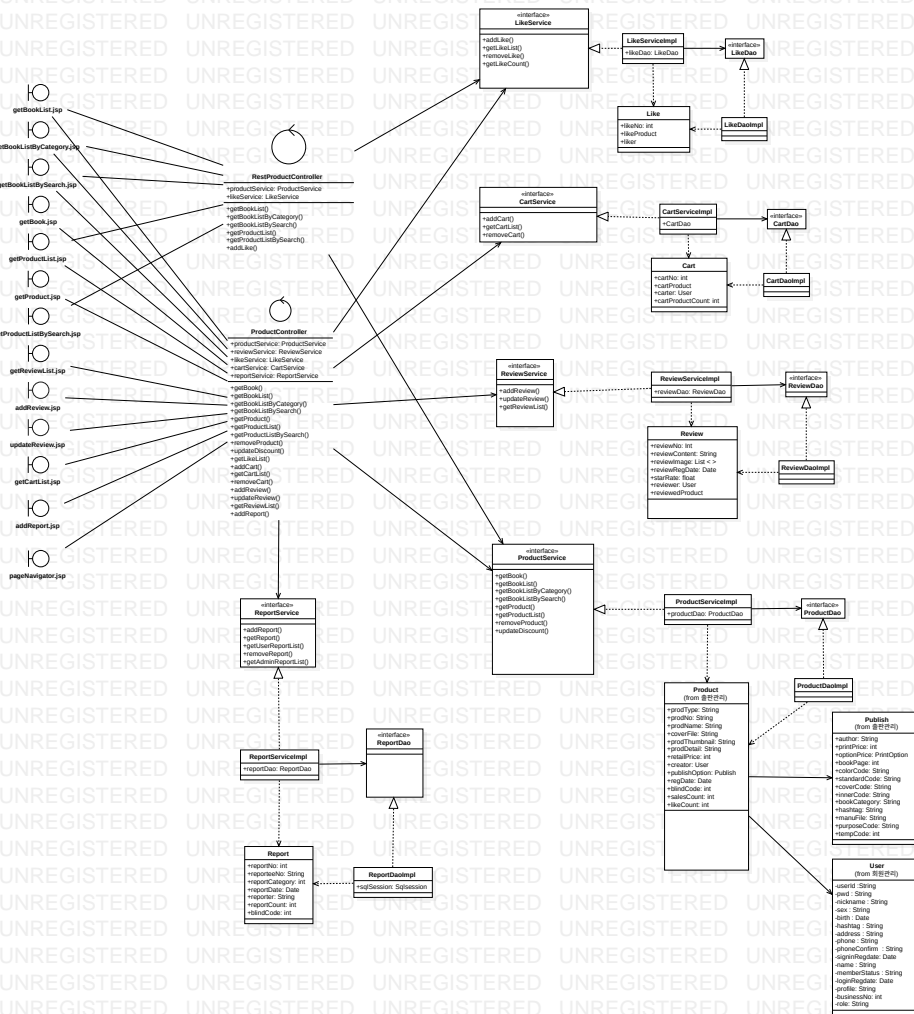 getBookList.jsp
etBookListByCategory.jsp
etBookListBySearch.jsp
getBook.jsp
getProductList.jsp
getProduct.jsp
tProductListBySearch.jsp
getReviewList.jsp
addReview.jsp
updateReview.jsp
getCartList.jsp
addReport.jsp
pageNavigator.jsp
RestProductController
+productService: ProductService
+likeService: LikeService
+getBookList()
+getBookListByCategory()
+getBookListBySearch()
+getProductList()
+getProductListBySearch()
+addLike()
ProductController
+productService: ProductService
+reviewService: ReviewService
+likeService: LikeService
+cartService: CartService
+reportService: ReportService
+getBook()
+getBookList()
+getBookListByCategory()
+getBookListBySearch()
+getProduct()
+getProductList()
+getProductListBySearch()
+removeProduct()
+updateDiscount()
+getLikeList()
+addCart()
+getCartList()
+removeCart()
+addReview()
+updateReview()
+getReviewList()
+addReport()
«interface»
LikeService
+addLike()
+getLikeList()
+removeLike()
+getLikeCount()
LikeServiceImpl
+likeDao: LikeDao
«interface»
LikeDao
Like
+likeNo: int
+likeProduct
+liker
LikeDaoImpl
«interface»
CartService
+addCart()
+getCartList()
+removeCart()
CartServiceImpl
+CartDao
«interface»
CartDao
Cart
+cartNo: int
+cartProduct
+carter: User
+cartProductCount: int
CartDaoImpl
«interface»
ReviewService
+addReview()
+updateReview()
+getReviewList()
ReviewServiceImpl
+reviewDao: ReviewDao
«interface»
ReviewDao
Review
+reviewNo: Int
+reviewContent: String
+reviewImage: List < >
+reviewRegDate: Date
+starRate: float
+reviewer: User
+reviewedProduct
ReviewDaoImpl
«interface»
ProductService
+getBook()
+getBookList()
+getBookListByCategory()
+getBookListBySearch()
+getProduct()
+getProductList()
+removeProduct()
+updateDiscount()
ProductServiceImpl
+productDao: ProductDao
«interface»
ProductDao
ProductDaoImpl
Product
(from 출판관리)
+prodType: String
+prodNo: String
+prodName: String
+coverFile: String
+prodThumbnail: String
+prodDetail: String
+retailPrice: int
+creator: User
+publishOption: Publish
+regDate: Date
+blindCode: int
+salesCount: int
+likeCount: int
Publish
(from 출판관리)
+author: String
+printPrice: int
+optionPrice: PrintOption
+bookPage: int
+colorCode: String
+standardCode: String
+coverCode: String
+innerCode: String
+bookCategory: String
+hashtag: String
+manuFile: String
+purposeCode: String
+tempCode: int
User
(from 회원관리)
-userId :String
-pwd : String
-nickname : String
-sex : String
-birth : Date
-hashtag : String
-address : String
-phone : String
-phoneConfirm : String
-signinRegdate: Date
-name : String
-memberStatus : String
-loginRegdate: Date
-profile: String
-businessNo: int
-role: String
«interface»
ReportService
+addReport()
+getReport()
+getUserReportList()
+removeReport()
+getAdminReportList()
ReportServiceImpl
+reportDao: ReportDao
«interface»
ReportDao
Report
+reportNo: int
+reporteeNo: String
+reportCategory: int
+reportDate: Date
+reporter: String
+reportCount: int
+blindCode: int
ReportDaoImpl
+sqlSession: Sqlsession